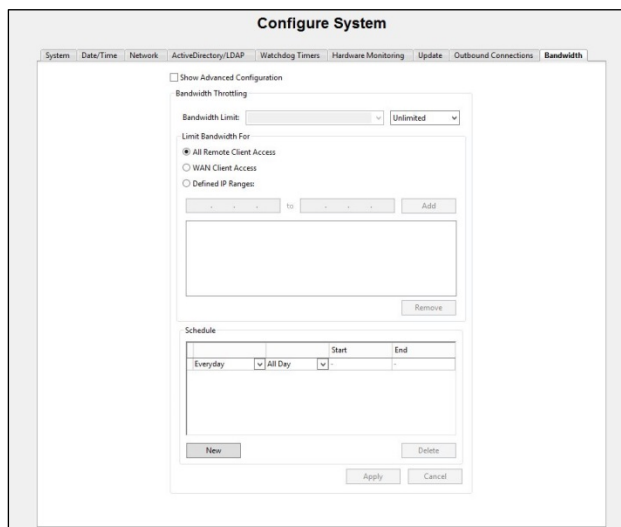 Configure System
System Date/Time Network ActiveDirectory/LDAP Watchdog Timers Hardware Monitoring Update Outbound Connections Bandwidth
Show Advanced Configuration
Bandwidth Throttling
Bandwidth Limit: Unlimited
Limit Bandwidth For
All Remote Client Access
WAN Client Access
Defined IP Ranges:
. . . to . . . Add
Remove
Schedule
Start End
Everyday All Day - -
New Delete
Apply Cancel